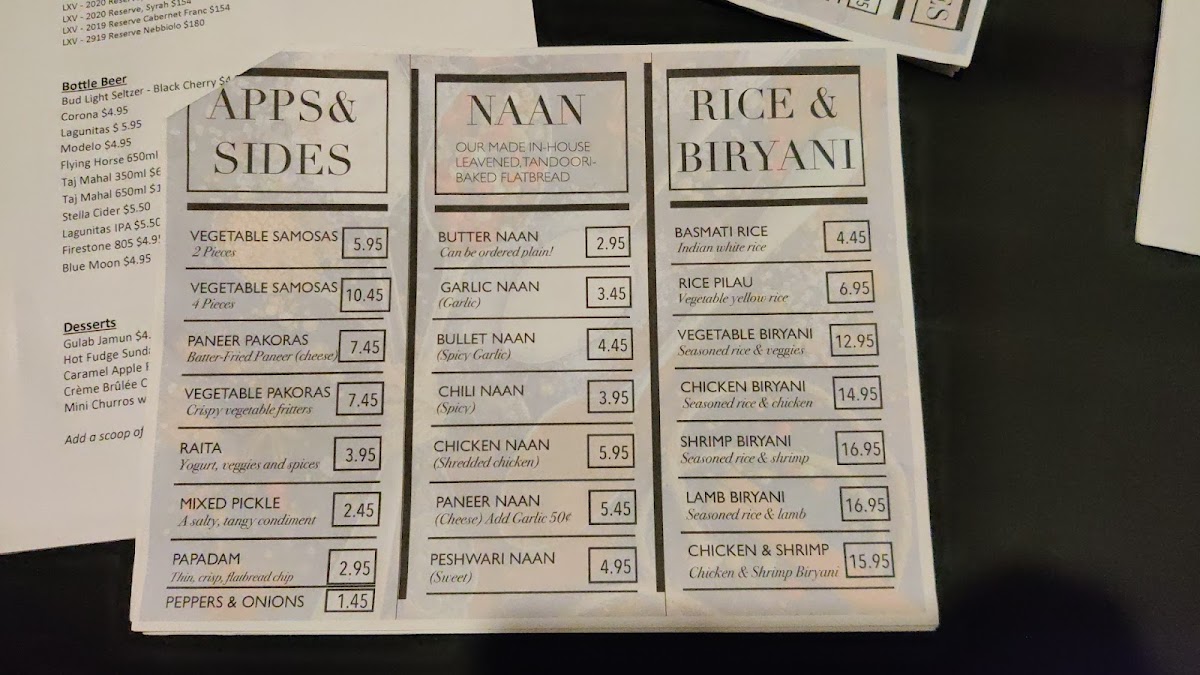 LXV - 2020 Reserve, Syrah $154
LXV - 2019 Reserve Cabernet Franc $154
LXV - 2919 Reserve Nebbiolo $180
Bottle Beer
Bud Light Seltzer - Black Cherry
Corona $4.95
Lagunitas $ 5.95
Modelo $4.95
Flying Horse 650ml
Taj Mahal 350ml
Taj Mahal 650ml
Stella Cider $5.50
Lagunitas IPA $5.50
Firestone 805
Blue Moon $4.95
Desserts
Gulab Jamun $4.
Hot Fudge
Caramel Apple
Crème Brûlée
Mini Churros
Add a scoop of
APPS&
SIDES
VEGETABLE SAMOSAS 5.95
2 Pieces
VEGETABLE SAMOSAS 10.45
4 Pieces
PANEER PAKORAS 7.45
Batter-Fried Paneer (cheese)
VEGETABLE PAKORAS 7.45
Crispy vegetable fritters
RAITA 3.95
Yogurt, veggies and spices
MIXED PICKLE 2.45
A salty, tangy condiment
PAPADAM 2.95
Thin, crisp, flatbread chip
PEPPERS & ONIONS 1.45
NAAN
OUR MADE IN-HOUSE
LEAVENED,TANDOORI-
BAKED FLATBREAD
BUTTER NAAN 2.95
Can be ordered plain!
GARLIC NAAN 3.45
(Garlic)
BULLET NAAN 4.45
(Spicy Garlic)
CHILI NAAN 3.95
(Spicy)
CHICKEN NAAN 5.95
(Shredded chicken)
PANEER NAAN 5.45
(Cheese) Add Garlic 50¢
PESHWARI NAAN 4.95
(Sweet)
RICE &
BIRYANI
BASMATI RICE 4.45
Indian white rice
RICE PILAU 6.95
Vegetable yellow rice
VEGETABLE BIRYANI 12.95
Seasoned rice & veggies
CHICKEN BIRYANI 14.95
Seasoned rice & chicken
SHRIMP BIRYANI 16.95
Seasoned rice & shrimp
LAMB BIRYANI 16.95
Seasoned rice & lamb
CHICKEN & SHRIMP 15.95
Chicken & Shrimp Biryani